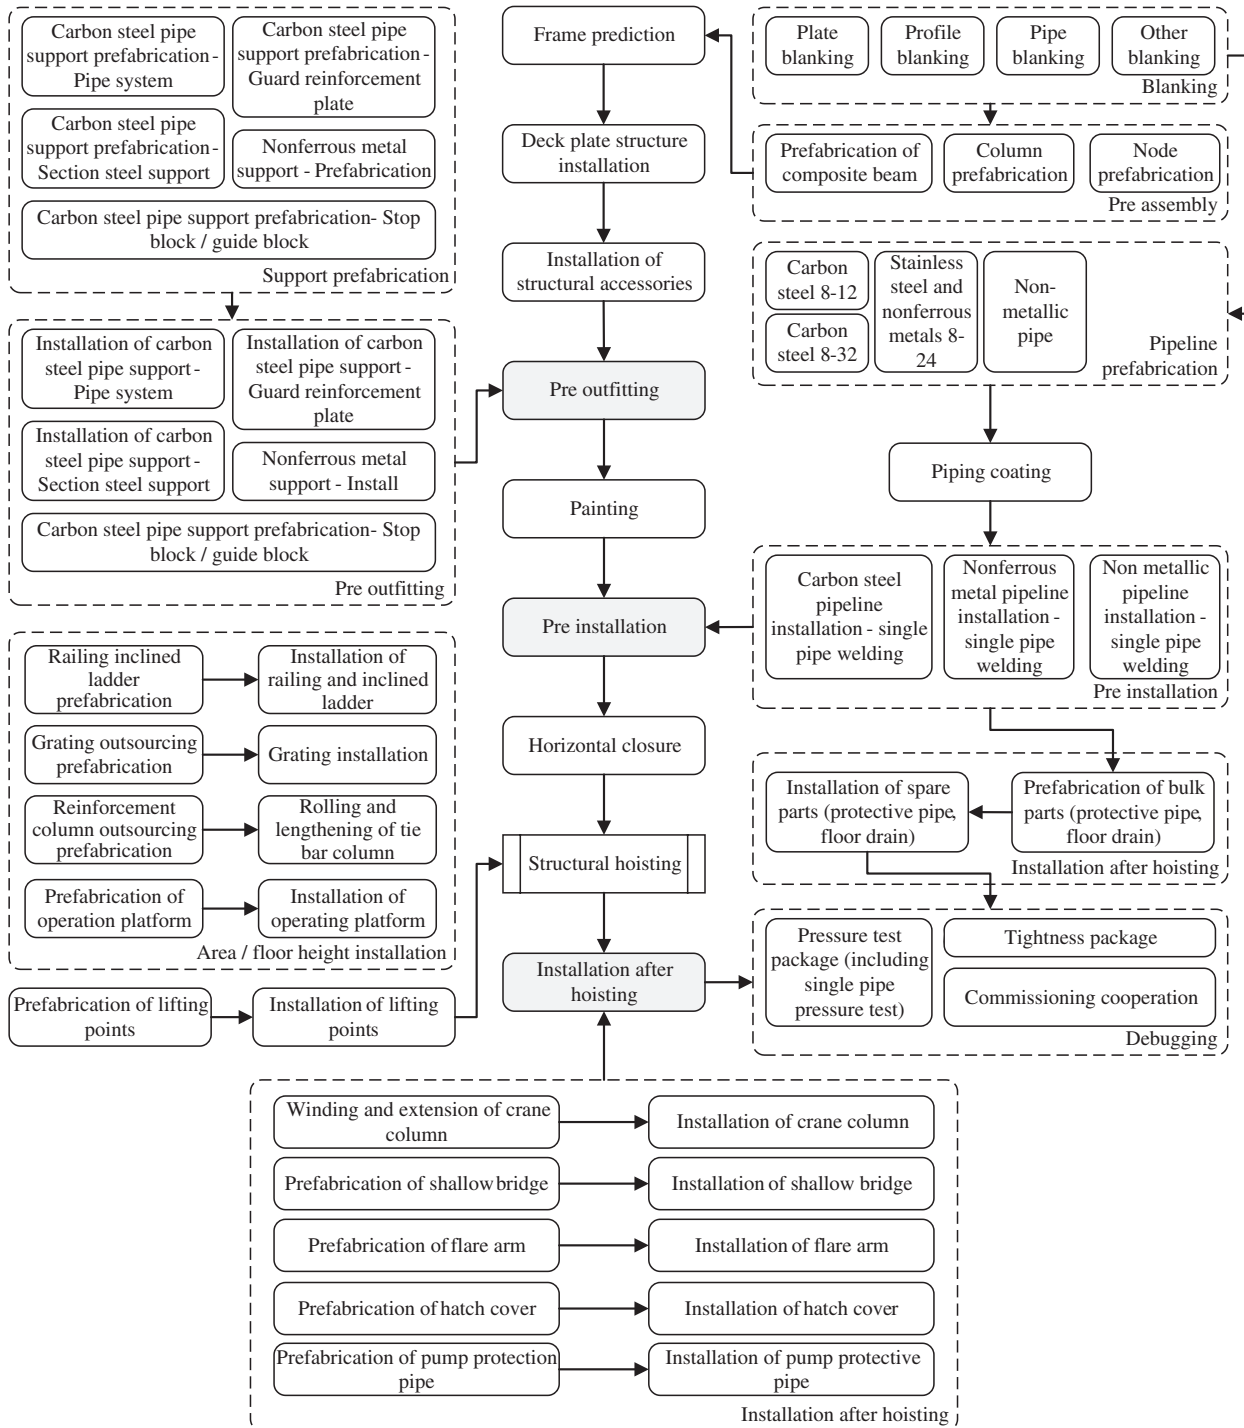 Carbon steel pipe
support prefabrication-
Pipe system
Carbon steel pipe
support prefabrication-
Guard reinforcement
plate
Carbon steel pipe
support prefabrication-
Section steel support
Nonferrous metal
support - Prefabrication
Carbon steel pipe support prefabrication- Stop
block / guide block
Support prefabrication
Installation of carbon
steel pipe support -
Pipe system
Installation of carbon
steel pipe support -
Guard reinforcement
plate
Installation of carbon
steel pipe support -
Section steel support
Nonferrous metal
support - Install
Carbon steel pipe support prefabrication- Stop
block / guide block
Pre outfitting
Railing inclined
ladder
prefabrication
Installation of
railing and inclined
ladder
Grating outsourcing
prefabrication
Grating installation
Reinforcement
column outsourcing
prefabrication
Rolling and
lengthening of tie
bar column
Prefabrication of
operation platform
Installation of
operating platform
Area / floor height installation
Prefabrication of lifting
points
Installation of lifting
points
Frame prediction
Deck plate structure
installation
Installation of
structural accessories
Pre outfitting
Painting
Pre installation
Horizontal closure
Structural hoisting
Installation after
hoisting
Plate
blanking
Profile
blanking
Pipe
blanking
Other
blanking
Blanking
Prefabrication of
composite beam
Column
prefabrication
Node
prefabrication
Pre assembly
Carbon
steel 8-12
Carbon
steel 8-32
Stainless
steel and
nonferrous
metals 8-
24
Non-
metallic
pipe
Pipeline
prefabrication
Piping coating
Carbon steel
pipeline
installation - single
pipe welding
Nonferrous
metal pipeline
installation -
single pipe
welding
Non metallic
pipeline
installation -
single pipe
welding
Pre installation
Installation of spare
parts (protective pipe,
floor drain)
Prefabrication of bulk
parts (protective pipe,
floor drain)
Installation after hoisting
Pressure test
package (including
single pipe
pressure test)
Tightness package
Commissioning cooperation
Debugging
Winding and extension of crane
column
Installation of crane column
Prefabrication of shallow bridge
Installation of shallow bridge
Prefabrication of flare arm
Installation of flare arm
Prefabrication of hatch cover
Installation of hatch cover
Prefabrication of pump protection
pipe
Installation of pump protective
pipe
Installation after hoisting